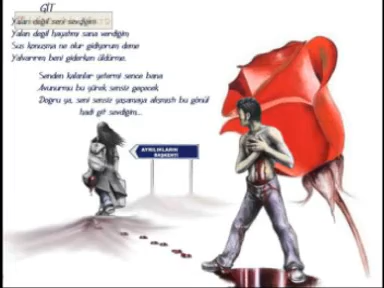 GİT
Yalan değil seni sevdiğim
Yalan değil hayatımı sana verdiğim
Sus konuşma ne olur gidiyorum deme
Yalvarırım beni giderken öldürme.
Senden kalanlar yetermi sence bana
Avunurmu bu yürek sensiz geçecek
Doğru ya, seni sensiz yaşamaya alışmıştı bu gönül
hadi git sevdiğim...
AYRILIKLARIN
BAŞKENTİ